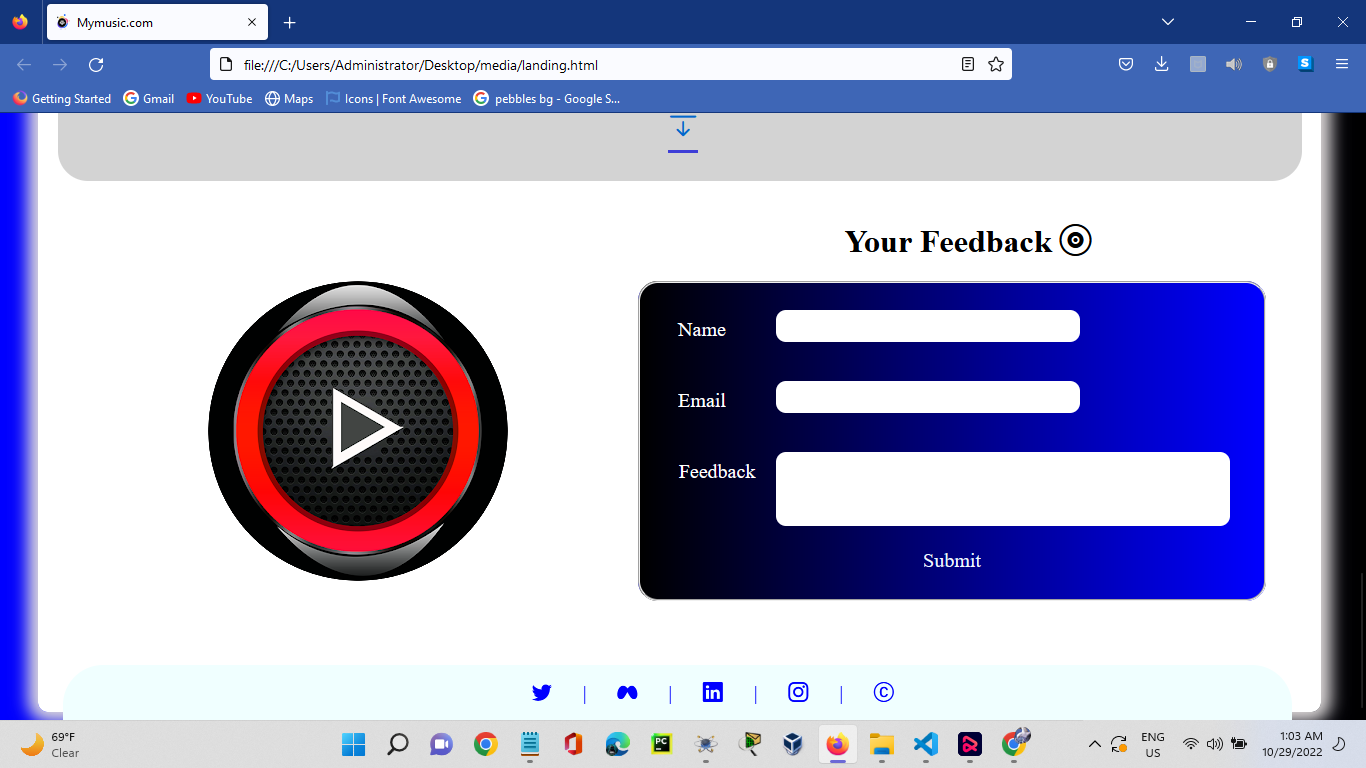 Mymusic.com
file:///C:/Users/Administrator/Desktop/media/landing.html
Getting Started Gmail YouTube Maps Icons | Font Awesome pebbles bg - Google S...
Your Feedback
Name
Email
Feedback
Submit
| | | |
69°F
Clear
ENG
US
1:03 AM
10/29/2022